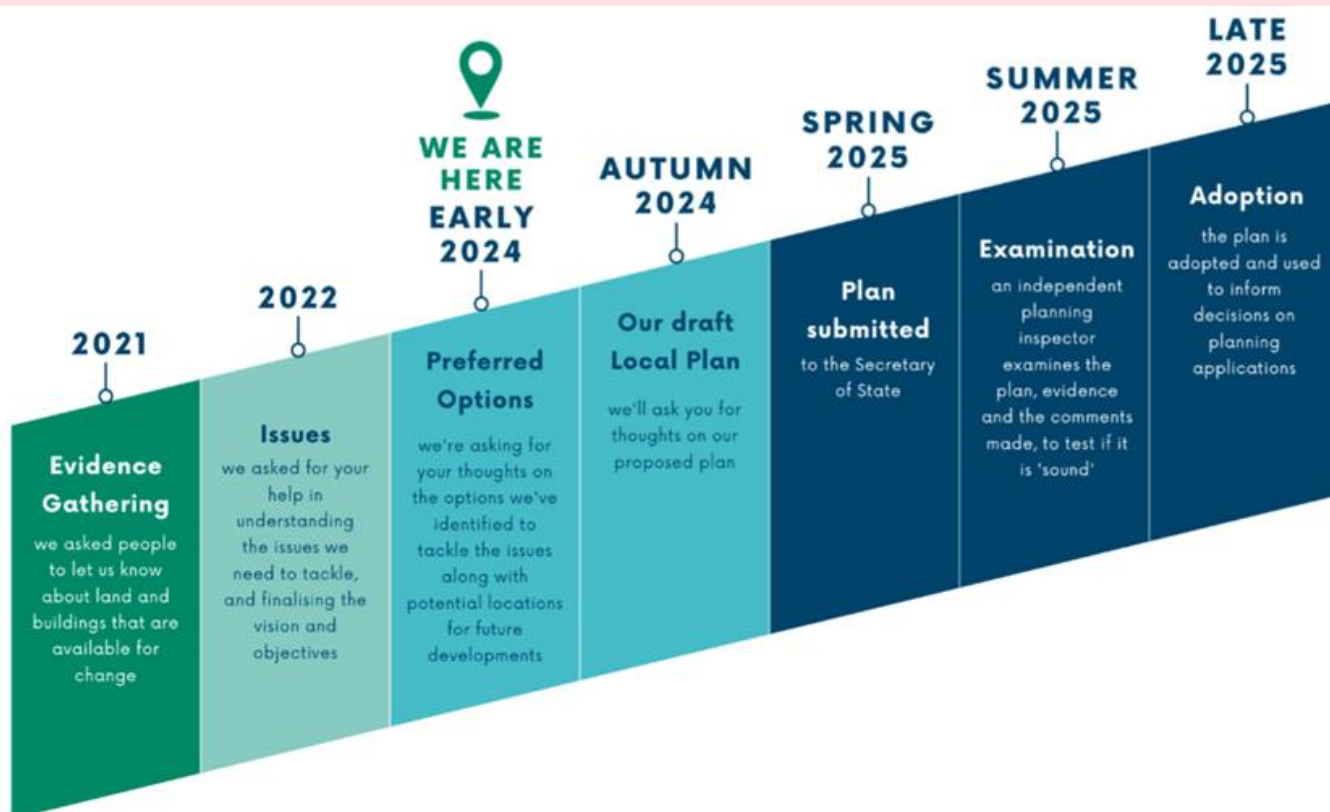 2021
Evidence
Gathering
we asked people
to let us know
about land and
buildings that are
available for
change
2022
Issues
we asked for your
help in
understanding
the issues we
need to tackle,
and finalising the
vision and
objectives
WE ARE
HERE
EARLY
2024
Preferred
Options
we're asking for
your thoughts on
the options we've
identified to
tackle the issues
along with
potential locations
for future
developments
AUTUMN
2024
Our draft
Local Plan
we'll ask you for
thoughts on our
proposed plan
SPRING
2025
Plan
submitted
to the Secretary
of State
SUMMER
2025
Examination
an independent
planning
inspector
examines the
plan, evidence
and the comments
made, to test if it
is 'sound'
LATE
2025
Adoption
the plan is
adopted and used
to inform
decisions on
planning
applications